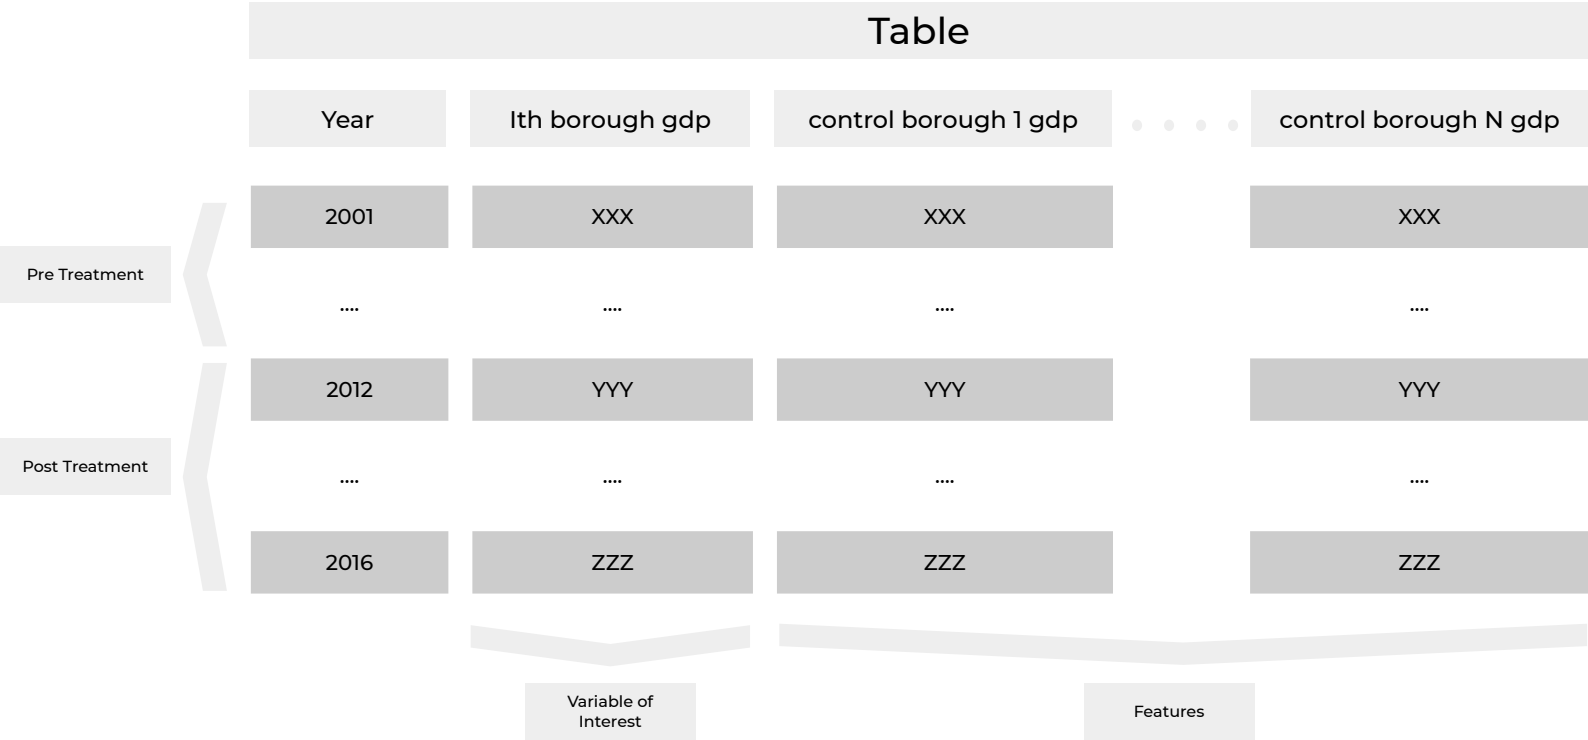 Table
Year Ith borough gdp control borough 1 gdp control borough N gdp
2001 XXX XXX XXX
Pre Treatment
.... .... .... ....
2012 YYY YYY YYY
Post Treatment
.... .... .... ....
2016 ZZZ ZZZ ZZZ
Variable of
Interest
Features